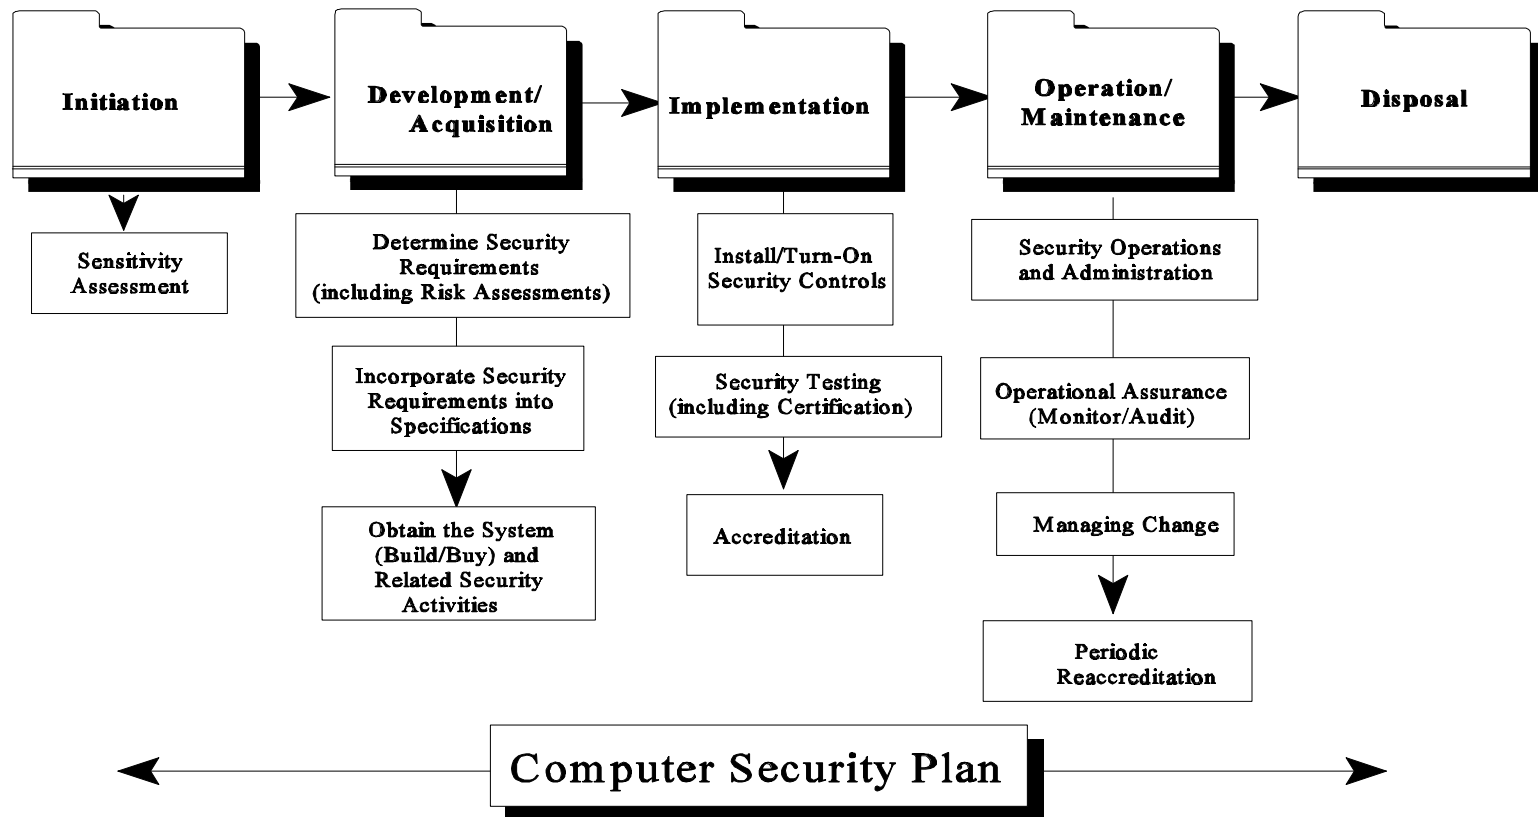 Initiation
Development/
Acquisition
Implementation
Operation/
Maintenance
Disposal
Sensitivity
Assessment
Determine Security
Requirements
(including Risk Assessments)
Incorporate Security
Requirements into
Specifications
Obtain the System
(Build/Buy) and
Related Security
Activities
Install/Turn-On
Security Controls
Security Testing
(including Certification)
Accreditation
Security Operations
and Administration
Operational Assurance
(Monitor/Audit)
Managing Change
Periodic
Reaccreditation
Computer Security Plan